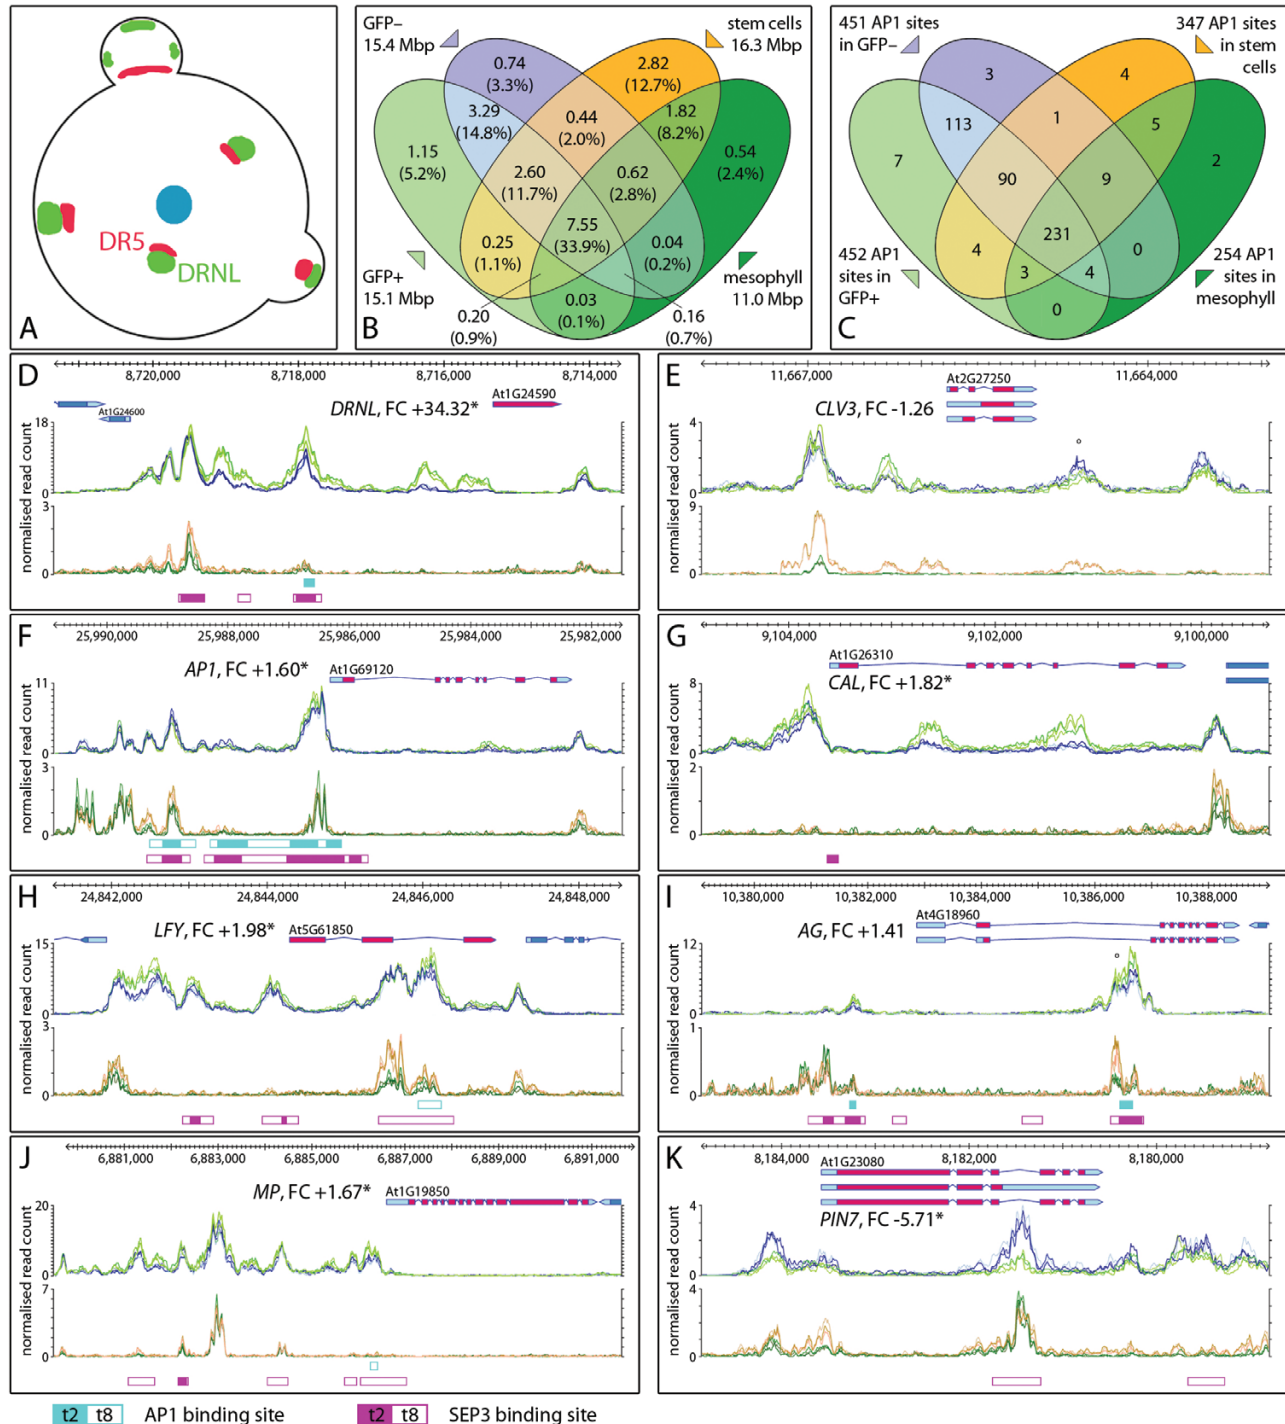 A
DR5
DRNL
B
GFP–
15.4 Mbp
stem cells
16.3 Mbp
0.74
(3.3%)
2.82
(12.7%)
3.29
(14.8%)
0.44
(2.0%)
1.82
(8.2%)
1.15
(5.2%)
2.60
(11.7%)
0.62
(2.8%)
0.54
(2.4%)
7.55
(33.9%)
0.25
(1.1%)
0.04
(0.2%)
GFP+
15.1 Mbp
mesophyll
11.0 Mbp
0.03
(0.1%)
0.20
(0.9%)
0.16
(0.7%)
C
451 AP1 sites
in GFP–
347 AP1 sites
in stem
cells
3
4
113
1
5
7
90
9
2
231
4
0
3
4
0
452 AP1
sites in
GFP+
254 AP1
sites in
mesophyll
D
8,720,000 8,718,000 8,716,000 8,714,000
At1G24600
DRNL, FC +34.32*
At1G24590
normalised read count
18
0
3
0
E
11,667,000 11,664,000
At2G27250
CLV3, FC -1.26
normalised read count
4
0
9
0
F
25,990,000 25,988,000 25,986,000 25,984,000 25,982,000
AP1, FC +1.60*
At1G69120
normalised read count
11
0
3
0
G
9,104,000 9,102,000 9,100,000
At1G26310
CAL, FC +1.82*
normalised read count
8
0
2
0
H
24,842,000 24,844,000 24,846,000 24,848,000
LFY, FC +1.98*
At5G61850
normalised read count
15
0
3
0
I
10,380,000 10,382,000 10,384,000 10,386,000 10,388,000
At4G18960
AG, FC +1.41
normalised read count
12
0
1
0
J
6,881,000 6,883,000 6,885,000 6,887,000 6,889,000 6,891,000
MP, FC +1.67*
At1G19850
normalised read count
20
0
7
0
K
8,184,000 8,182,000 8,180,000
At1G23080
PIN7, FC -5.71*
normalised read count
4
0
4
0
t2 t8 AP1 binding site
t2 t8 SEP3 binding site